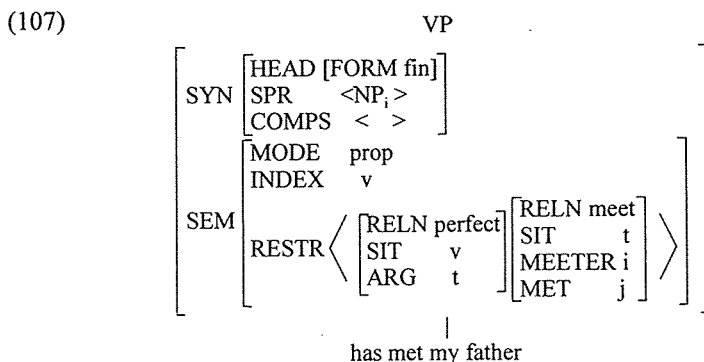 (107) VP
HEAD [FORM fin]
SYN SPR <NPi>
COMPS < >
MODE prop
INDEX v
SEM RESTR < [RELN perfect] [RELN meet]
SIT v SIT t
ARG t MEETER i
MET j >
has met my father